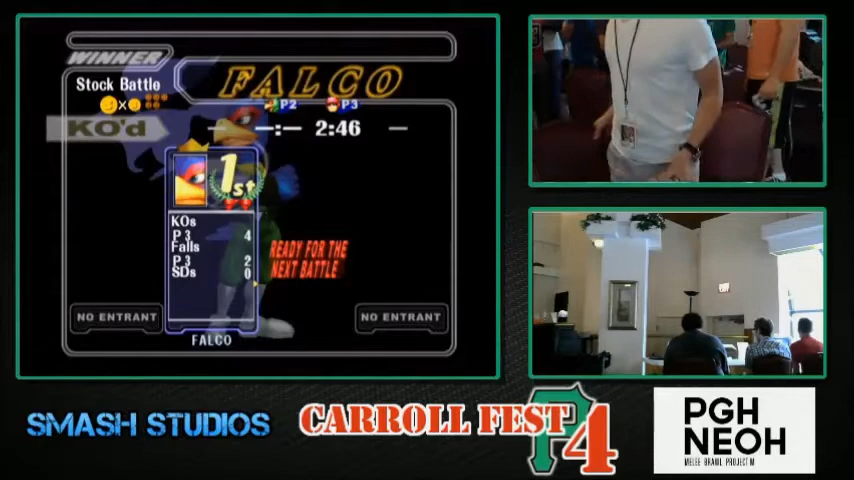 WINNER
Stock Battle
FALCO
P2
P3
KO'd
2:46
1st
KOs
P 3 4
Falls
P 3 2
SDs 0
READY FOR THE
NEXT BATTLE
NO ENTRANT
NO ENTRANT
FALCO
SMASH STUDIOS
CARROLL FEST
P4
PGH
NEOH
MELEE BRAWL PROJECT M